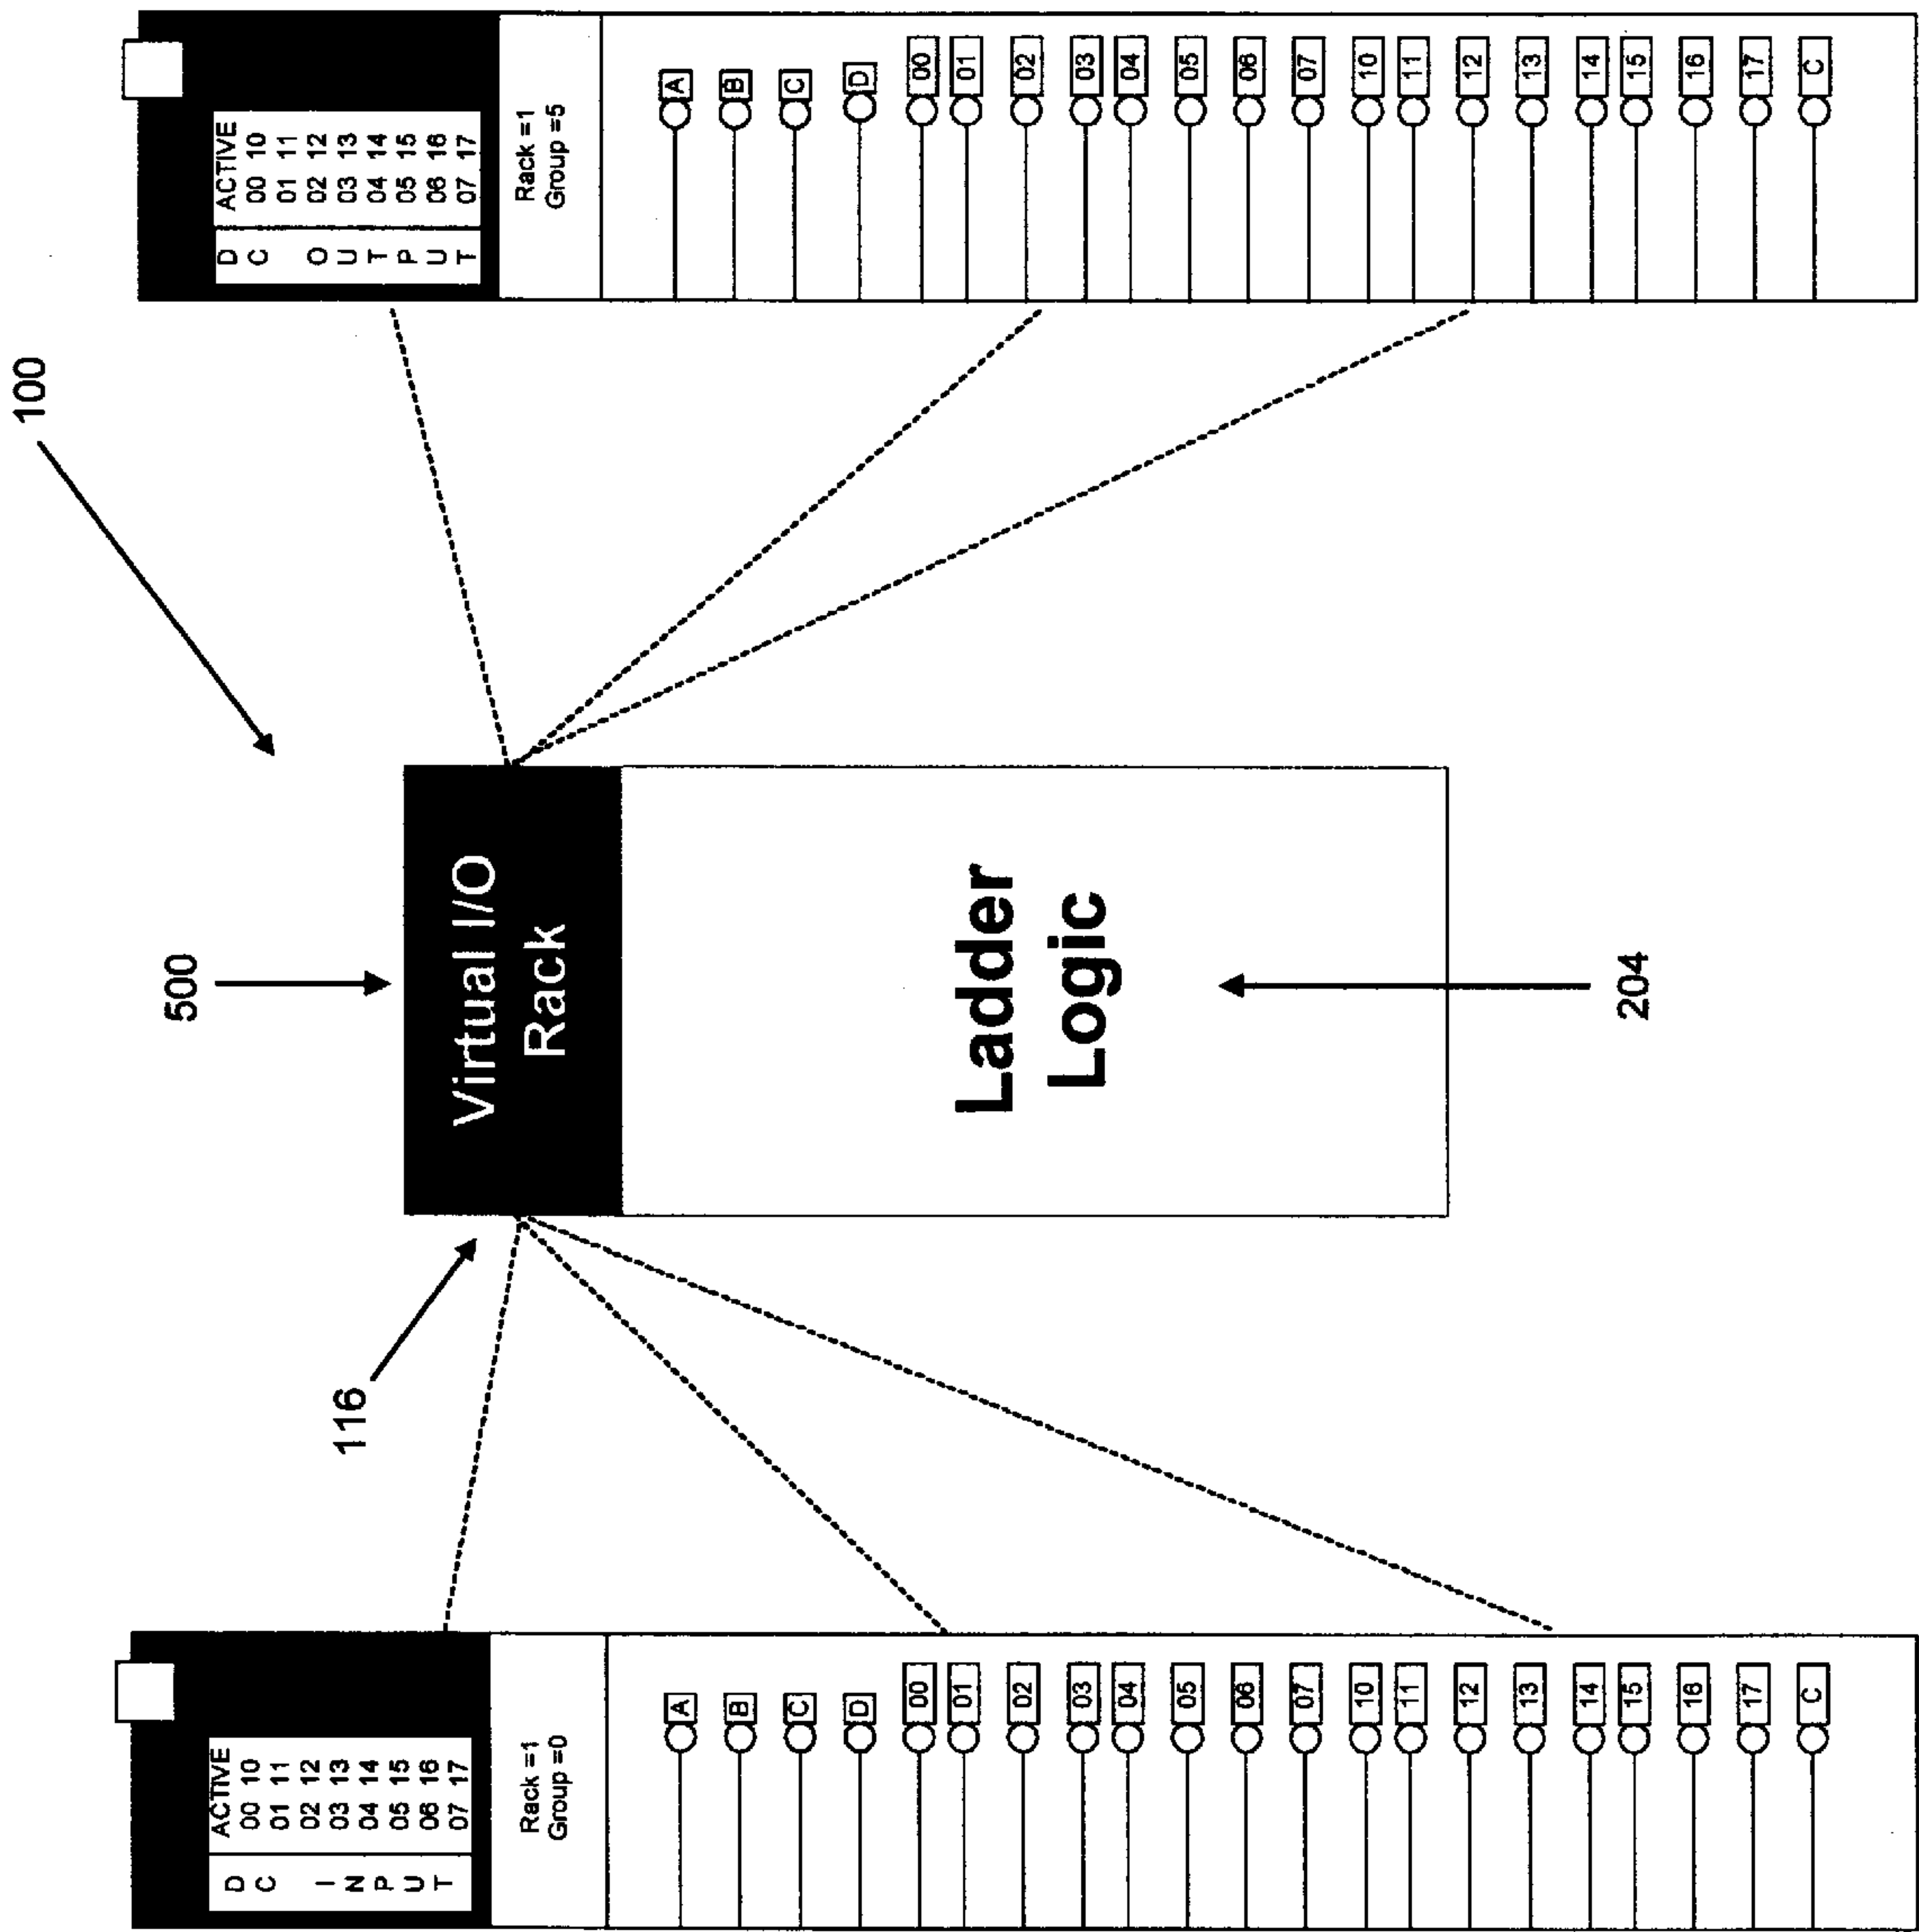 100
500
116
Virtual I/O
Rack
Ladder
Logic
204
D
C
I
N
P
U
T
ACTIVE
00 10
01 11
02 12
03 13
04 14
05 15
06 16
07 17
Rack =1
Group =0
A
B
C
D
00
01
02
03
04
05
06
07
10
11
12
13
14
15
16
17
C
D
C
O
U
T
P
U
T
ACTIVE
00 10
01 11
02 12
03 13
04 14
05 15
06 16
07 17
Rack =1
Group =5
A
B
C
D
00
01
02
03
04
05
06
07
10
11
12
13
14
15
16
17
C